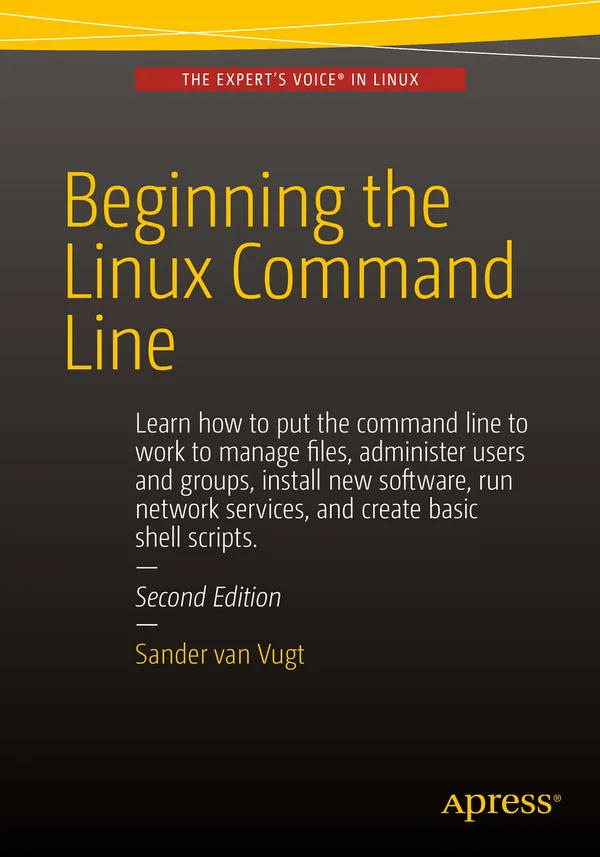 THE EXPERT'S VOICE® IN LINUX
Beginning the
Linux Command
Line
Learn how to put the command line to
work to manage files, administer users
and groups, install new software, run
network services, and create basic
shell scripts.
—
Second Edition
—
Sander van Vugt
Apress®